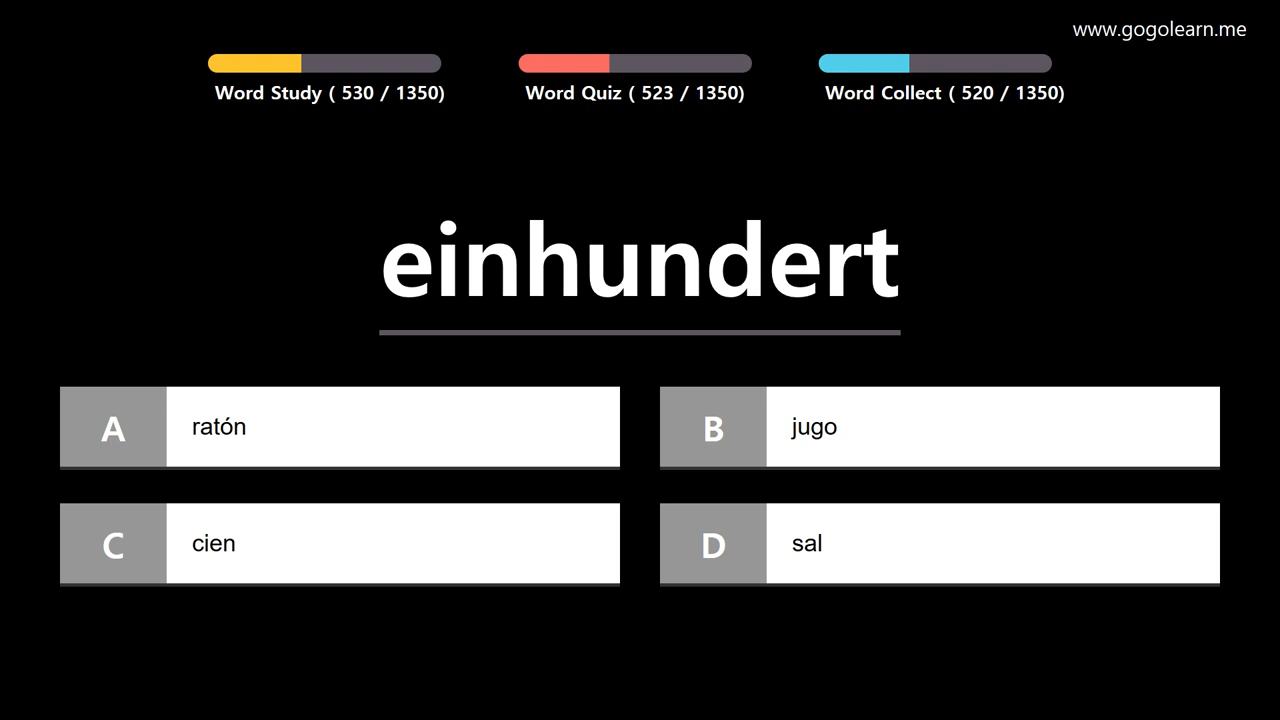 www.gogolearn.me
Word Study ( 530 / 1350)
Word Quiz ( 523 / 1350)
Word Collect ( 520 / 1350)
einhundert
A ratón
B jugo
C cien
D sal